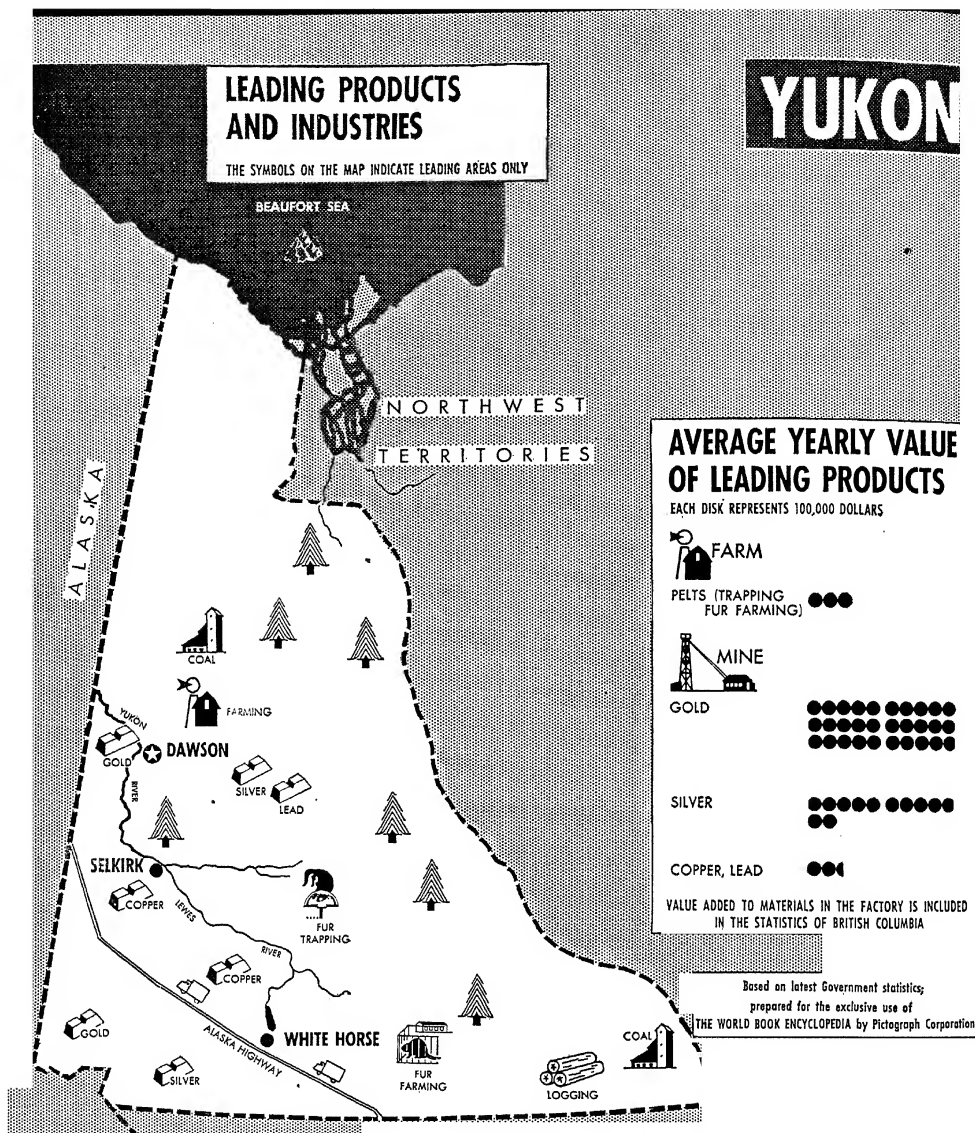 LEADING PRODUCTS
AND INDUSTRIES
THE SYMBOLS ON THE MAP INDICATE LEADING AREAS ONLY
YUKON
BEAUFORT SEA
NORTHWEST
TERRITORIES
ALASKA
AVERAGE YEARLY VALUE
OF LEADING PRODUCTS
EACH DISK REPRESENTS 100,000 DOLLARS
FARM
PELTS (TRAPPING
FUR FARMING)
MINE
GOLD
SILVER
COPPER, LEAD
VALUE ADDED TO MATERIALS IN THE FACTORY IS INCLUDED
IN THE STATISTICS OF BRITISH COLUMBIA
Based on latest Government statistics;
prepared for the exclusive use of
THE WORLD BOOK ENCYCLOPEDIA by Pictograph Corporation
COAL
FARMING
YUKON
GOLD
DAWSON
RIVER
SILVER
LEAD
SELKIRK
COPPER
LEWES
FUR
TRAPPING
RIVER
COPPER
GOLD
ALASKA HIGHWAY
WHITE HORSE
SILVER
FUR
FARMING
LOGGING
COAL